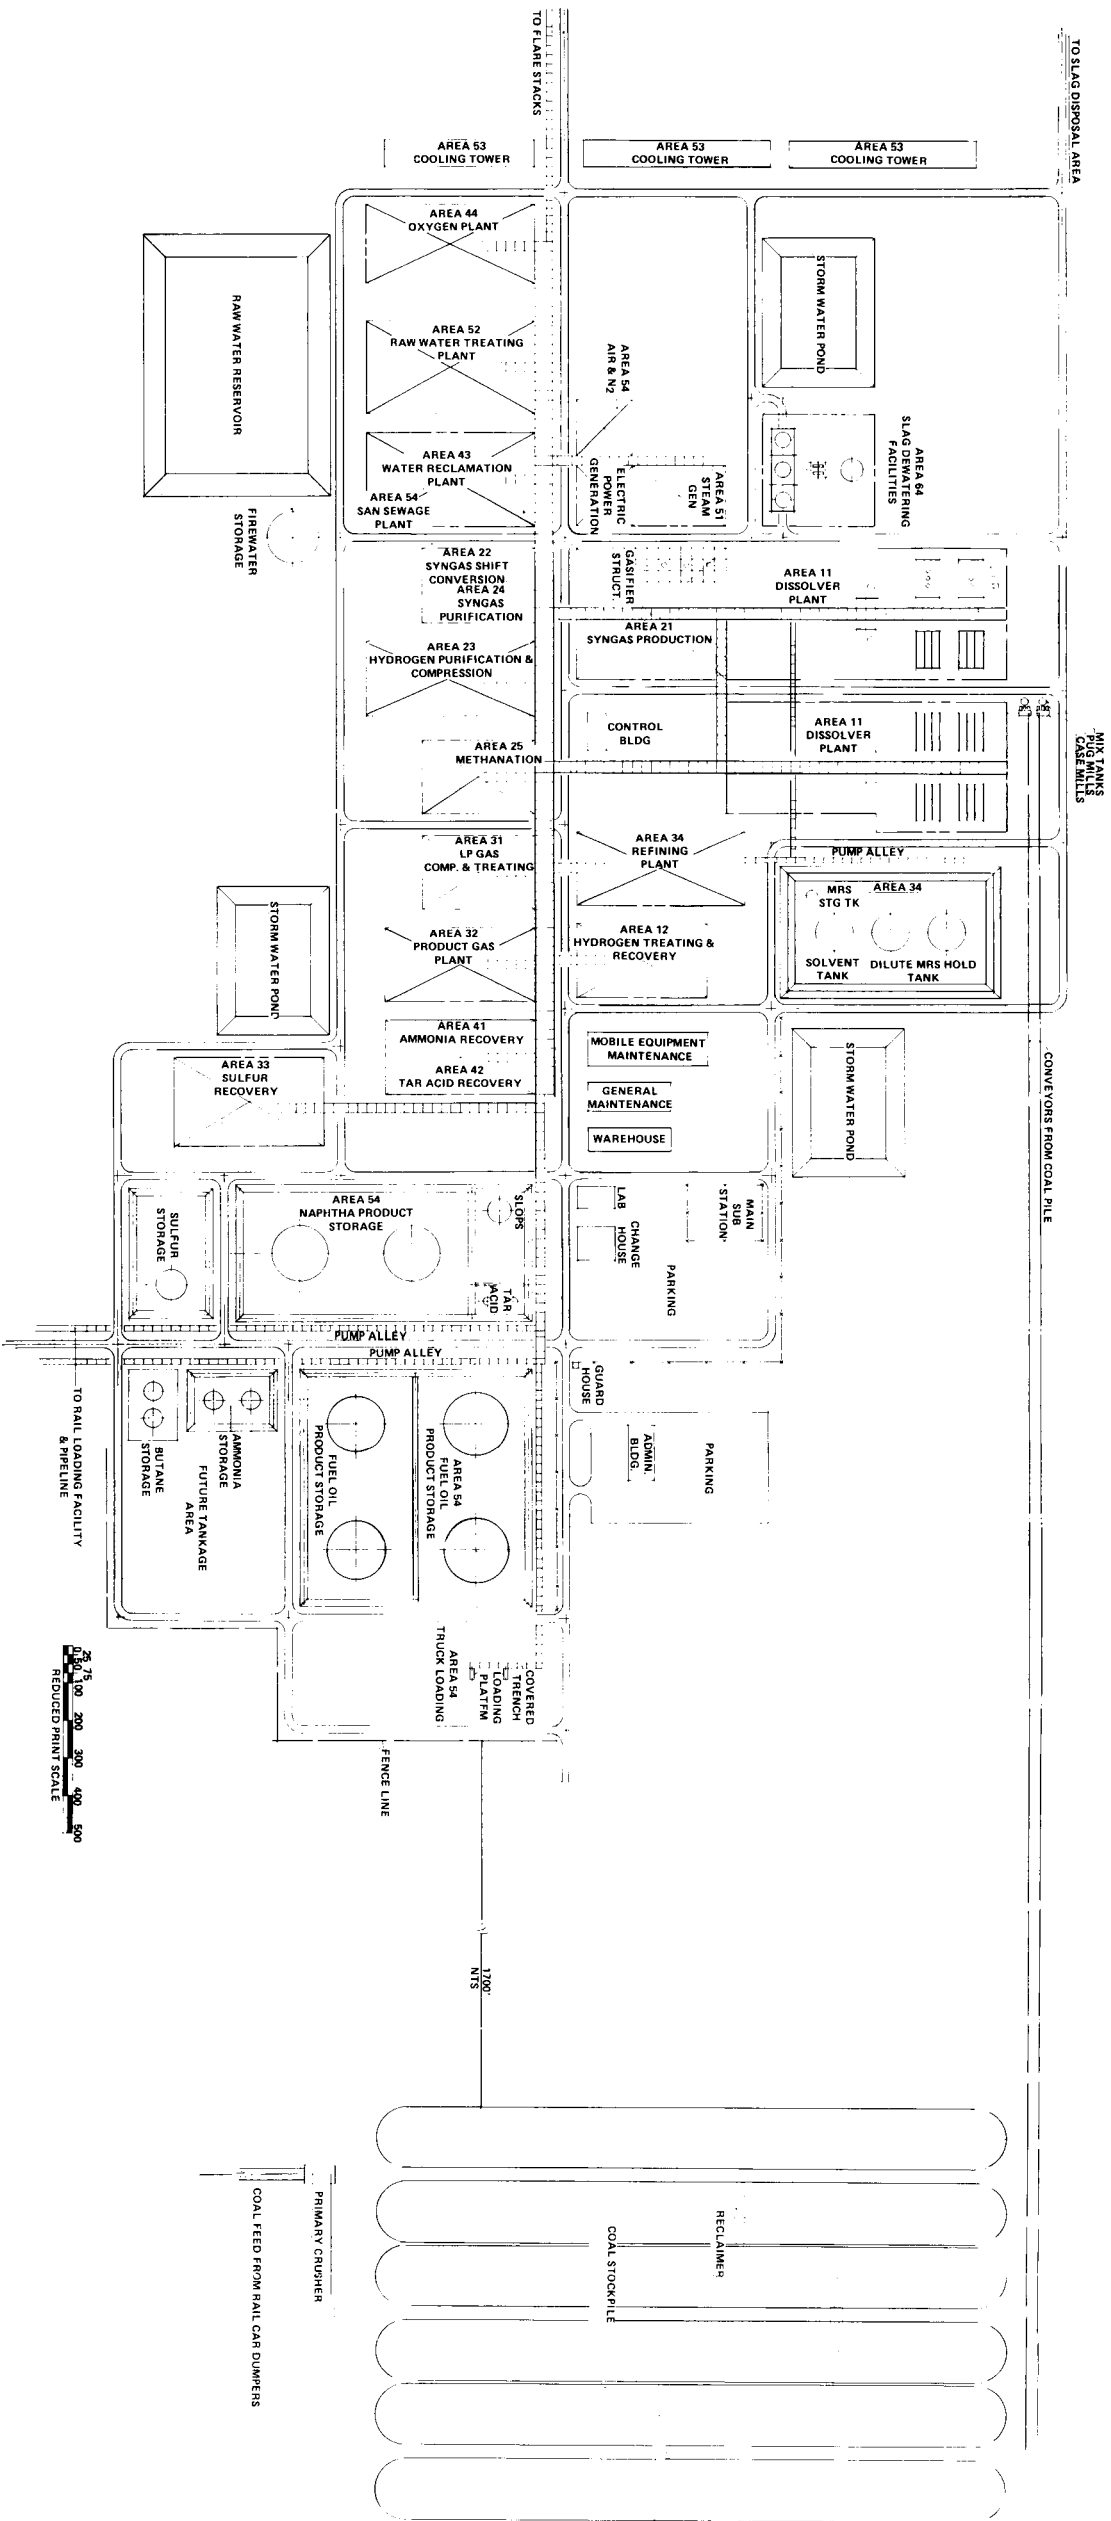 TO FLARE STACKS
TO SLAG DISPOSAL AREA
AREA 53
COOLING TOWER
AREA 53
COOLING TOWER
AREA 53
COOLING TOWER
AREA 44
OXYGEN PLANT
STORM WATER POND
RAW WATER RESERVOIR
AREA 52
RAW WATER TREATING
PLANT
AREA 54
AIR & N2
AREA 43
WATER RECLAMATION
PLANT
AREA 54
SAN SEWAGE
PLANT
ELECTRIC
POWER
GENERATION
AREA 51
STEAM
GEN
AREA 64
SLAG DEWATERING
FACILITIES
FIREWATER
STORAGE
AREA 22
SYNGAS SHIFT
CONVERSION
AREA 24
SYNGAS
PURIFICATION
GASIFIER
STRUCT.
AREA 11
DISSOLVER
PLANT
AREA 21
SYNGAS PRODUCTION
AREA 23
HYDROGEN PURIFICATION &
COMPRESSION
CONTROL
BLDG
AREA 11
DISSOLVER
PLANT
MIX TANKS
PUG MILLS
CASE MILLS
AREA 25
METHANATION
AREA 31
LP GAS
COMP. & TREATING
AREA 34
REFINING
PLANT
PUMP ALLEY
MRS
STG TK
AREA 34
SOLVENT
TANK
DILUTE MRS HOLD
TANK
STORM WATER POND
AREA 32
PRODUCT GAS
PLANT
AREA 12
HYDROGEN TREATING &
RECOVERY
AREA 41
AMMONIA RECOVERY
AREA 42
TAR ACID RECOVERY
MOBILE EQUIPMENT
MAINTENANCE
GENERAL
MAINTENANCE
WAREHOUSE
STORM WATER POND
CONVEYORS FROM COAL PILE
AREA 33
SULFUR
RECOVERY
SULFUR
STORAGE
AREA 54
NAPHTHA PRODUCT
STORAGE
SLOPS
TAR
ACID
LAB
CHANGE
HOUSE
MAIN
SUB
STATION
PARKING
PUMP ALLEY
PUMP ALLEY
GUARD
HOUSE
ADMIN.
BLDG.
PARKING
TO RAIL LOADING FACILITY
& PIPELINE
BUTANE
STORAGE
AMMONIA
STORAGE
FUTURE TANKAGE
AREA
FUEL OIL
PRODUCT STORAGE
AREA 54
FUEL OIL
PRODUCT STORAGE
AREA 54
TRUCK LOADING
COVERED
TRENCH
LOADING
PLATFM
25 75
0 50 100 200 300 400 500
REDUCED PRINT SCALE
FENCE LINE
1700'
NTS
PRIMARY CRUSHER
COAL FEED FROM RAIL CAR DUMPERS
RECLAIMER
COAL STOCKPILE